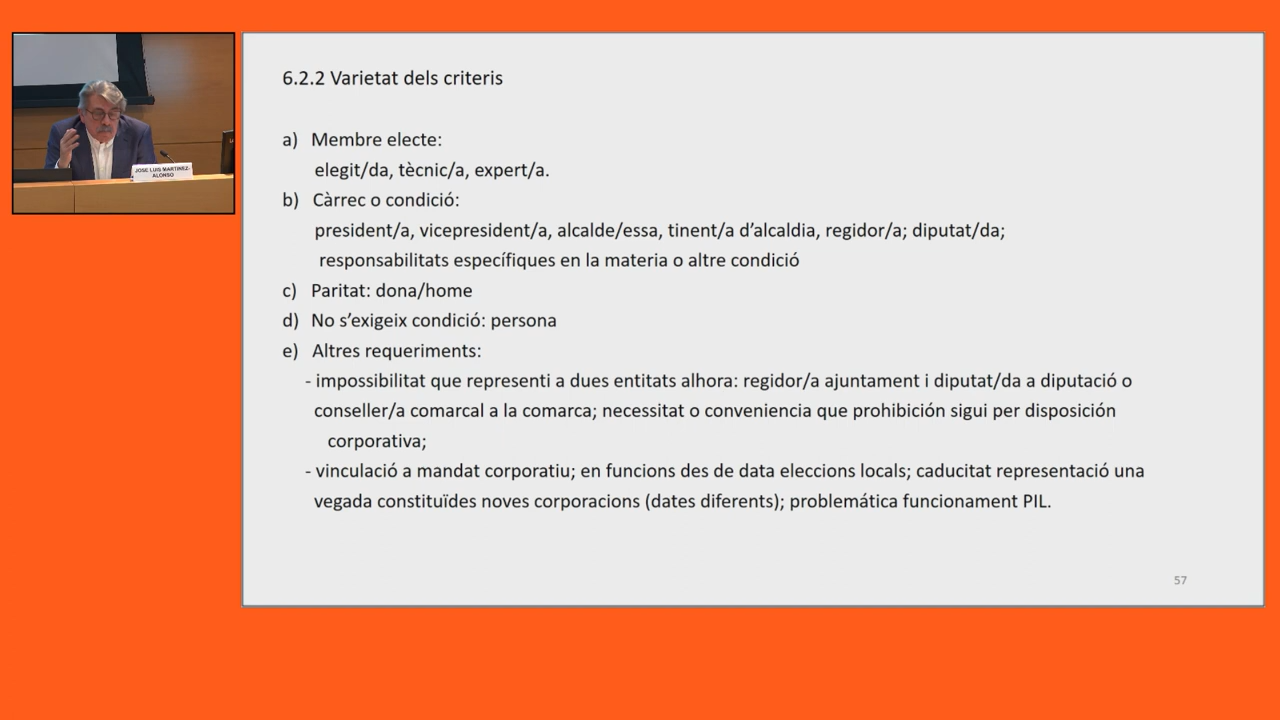 JOSE LUIS MARTINEZ-
ALONSO
6.2.2 Varietat dels criteris
a) Membre electe:
elegit/da, tècnic/a, expert/a.
b) Càrrec o condició:
president/a, vicepresident/a, alcalde/essa, tinent/a d’alcaldia, regidor/a; diputat/da;
responsabilitats específiques en la materia o altre condició
c) Paritat: dona/home
d) No s’exigeix condició: persona
e) Altres requeriments:
- impossibilitat que representi a dues entitats alhora: regidor/a ajuntament i diputat/da a diputació o
conseller/a comarcal a la comarca; necessitat o conveniencia que prohibición sigui per disposición
corporativa;
- vinculació a mandat corporatiu; en funcions des de data eleccions locals; caducitat representació una
vegada constituïdes noves corporacions (dates diferents); problemática funcionament PIL.
57